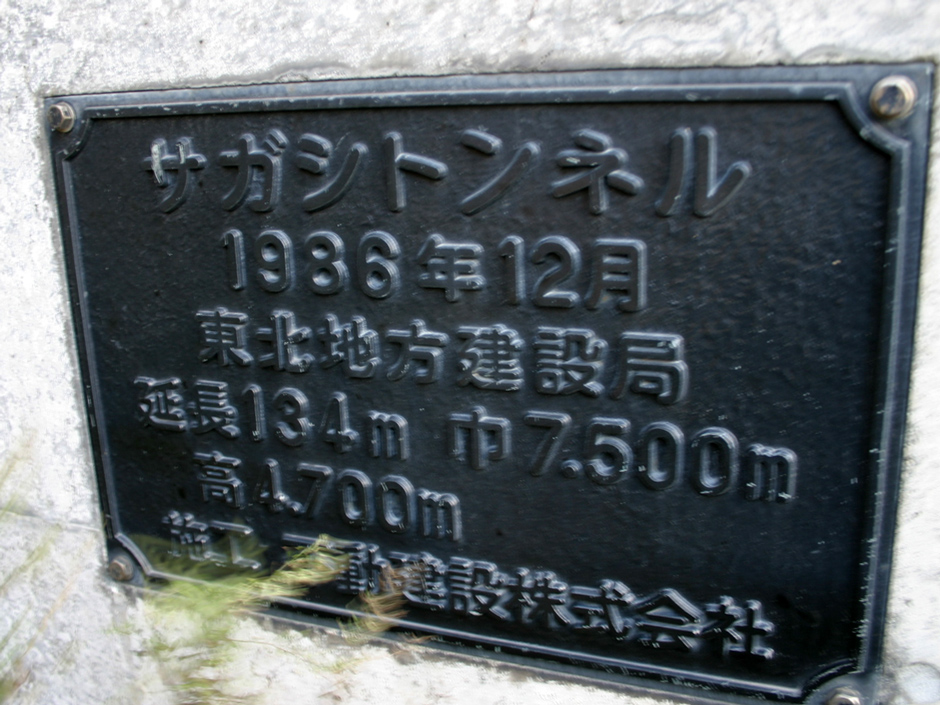 サガシトンネル
1986年12月
東北地方建設局
延長134m 巾7.500m
高4.700m
施工 動建設株式会社